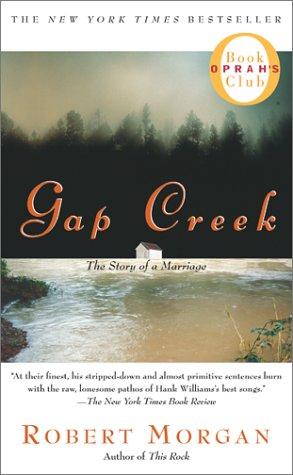 THE NEW YORK TIMES BESTSELLER
Book
OPRAH'S
Club
Gap Creek
The Story of a Marriage
"At their finest, his stripped-down and almost primitive sentences burn
with the raw, lonesome pathos of Hank Williams's best songs."
—The New York Times Book Review
ROBERT MORGAN
Author of This Rock